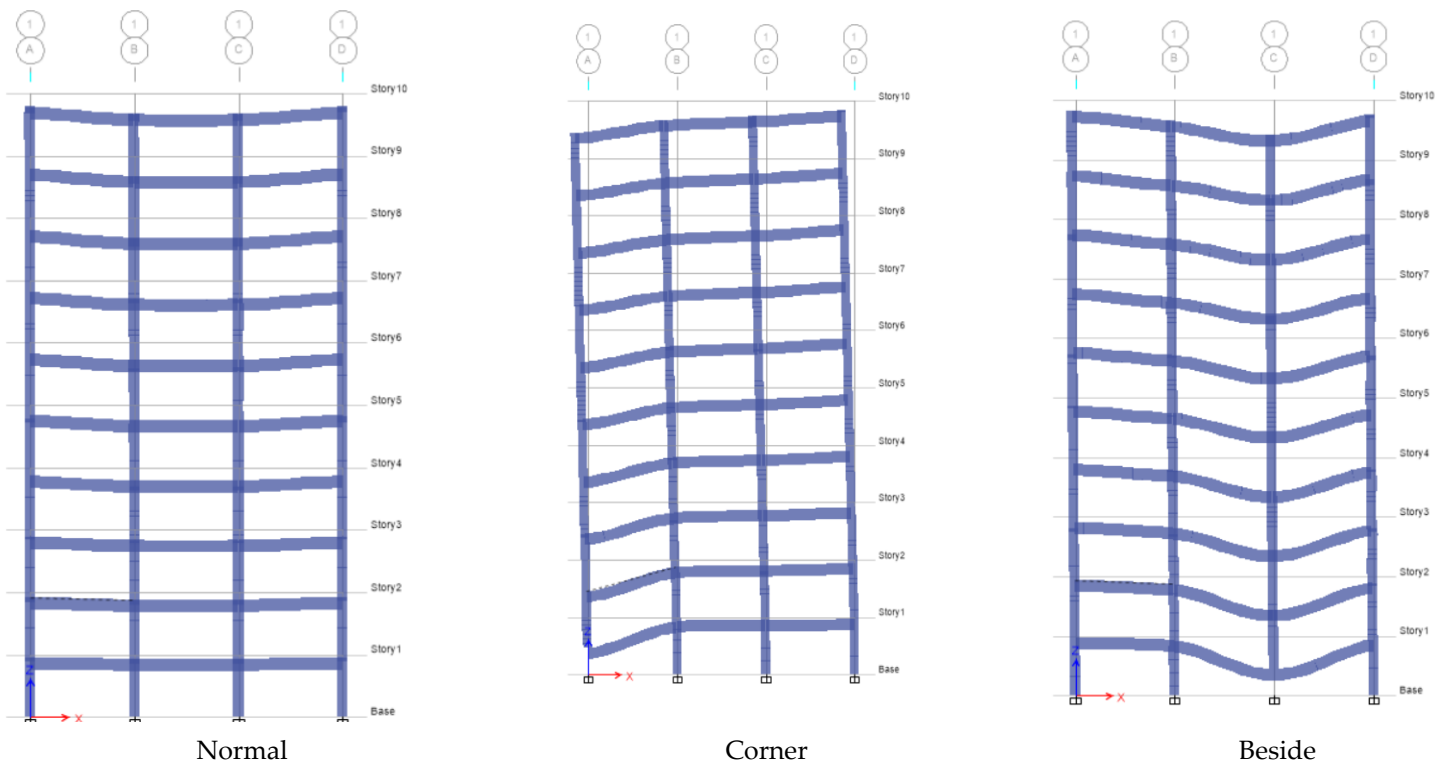 1 1 1 1
A B C D
Story10
Story9
Story8
Story7
Story6
Story5
Story4
Story3
Story2
Story1
Z
X
Base
Normal
1 1 1 1
A B C D
Story10
Story9
Story8
Story7
Story6
Story5
Story4
Story3
Story2
Story1
Z
X
Base
Corner
1 1 1 1
A B C D
Story10
Story9
Story8
Story7
Story6
Story5
Story4
Story3
Story2
Story1
Z
X
Base
Beside